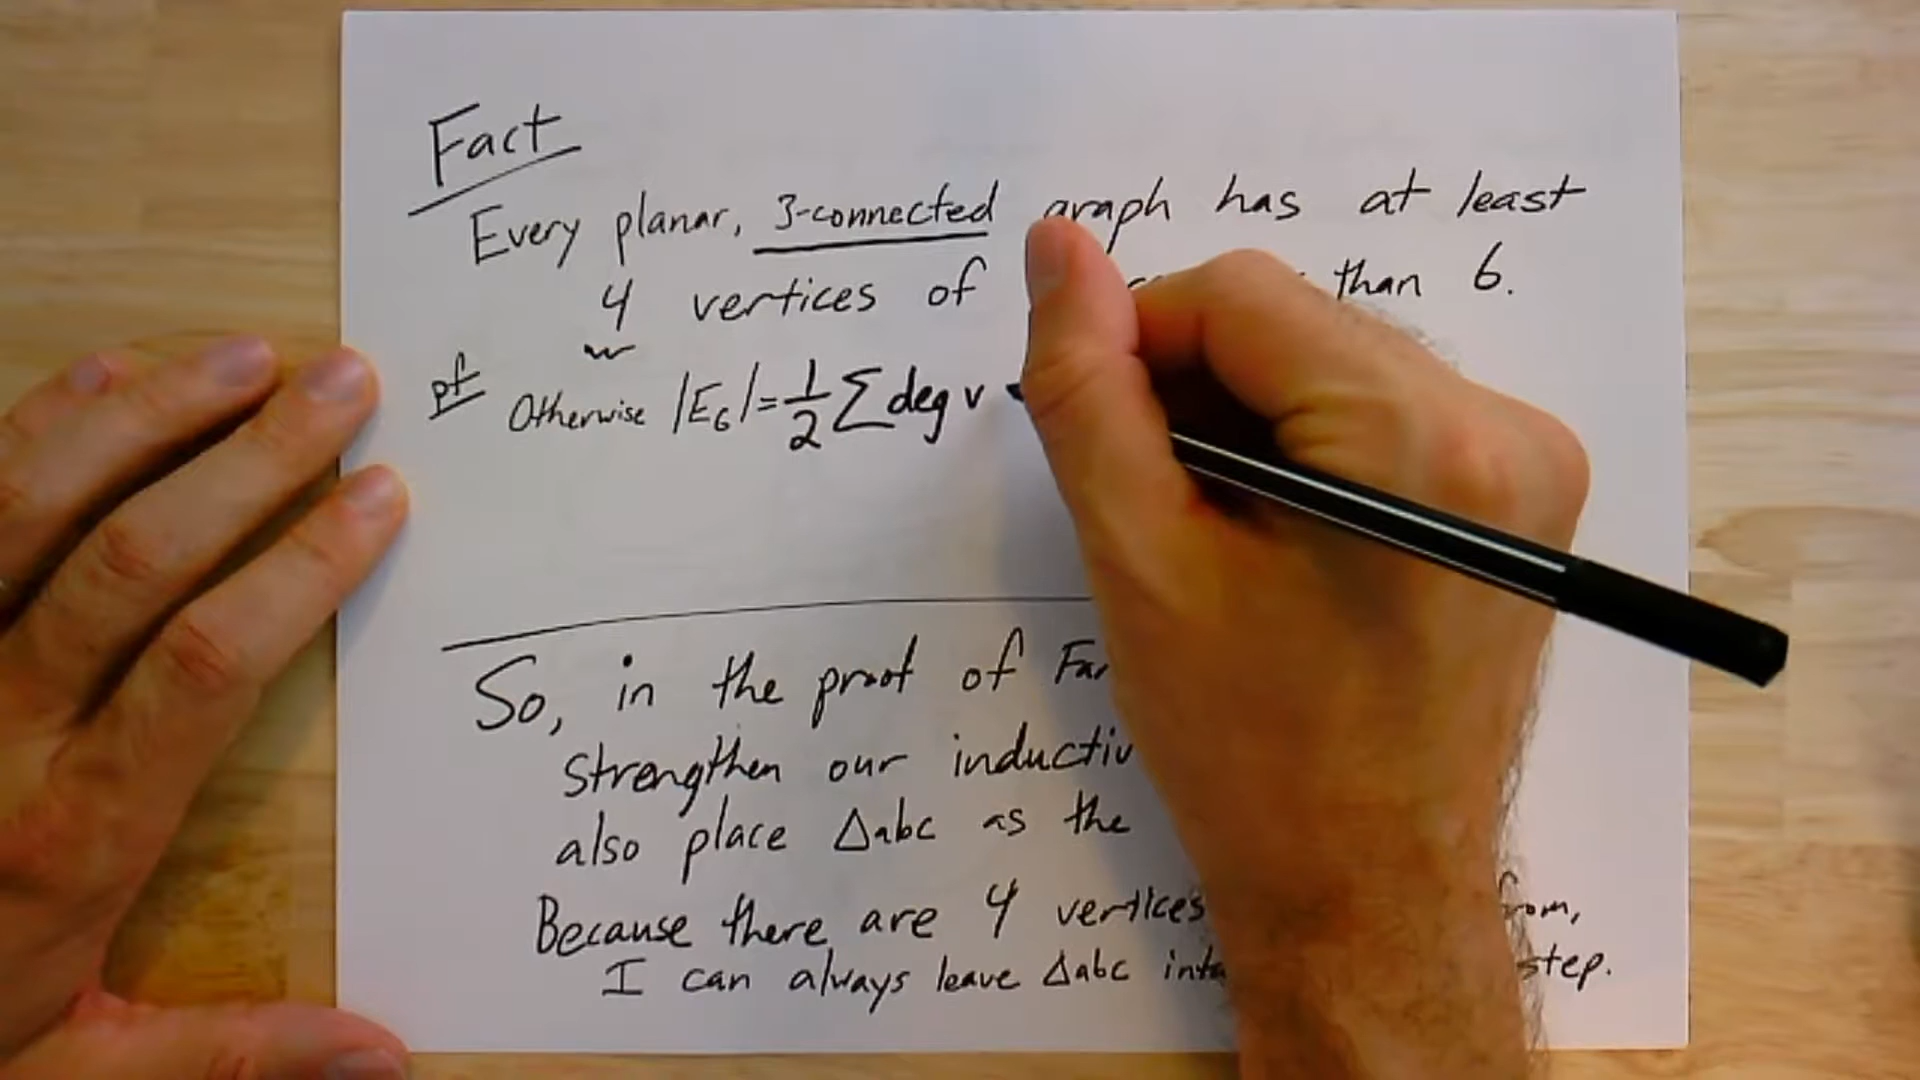 Fact
Every planar, 3-connected graph has at least
4 vertices of than 6.
pf Otherwise |E_G| = 1/2 Σ deg v
So, in the proof of
strengthen our
also place Δabc as the
Because there are 4 vertices
I can always leave Δabc step.